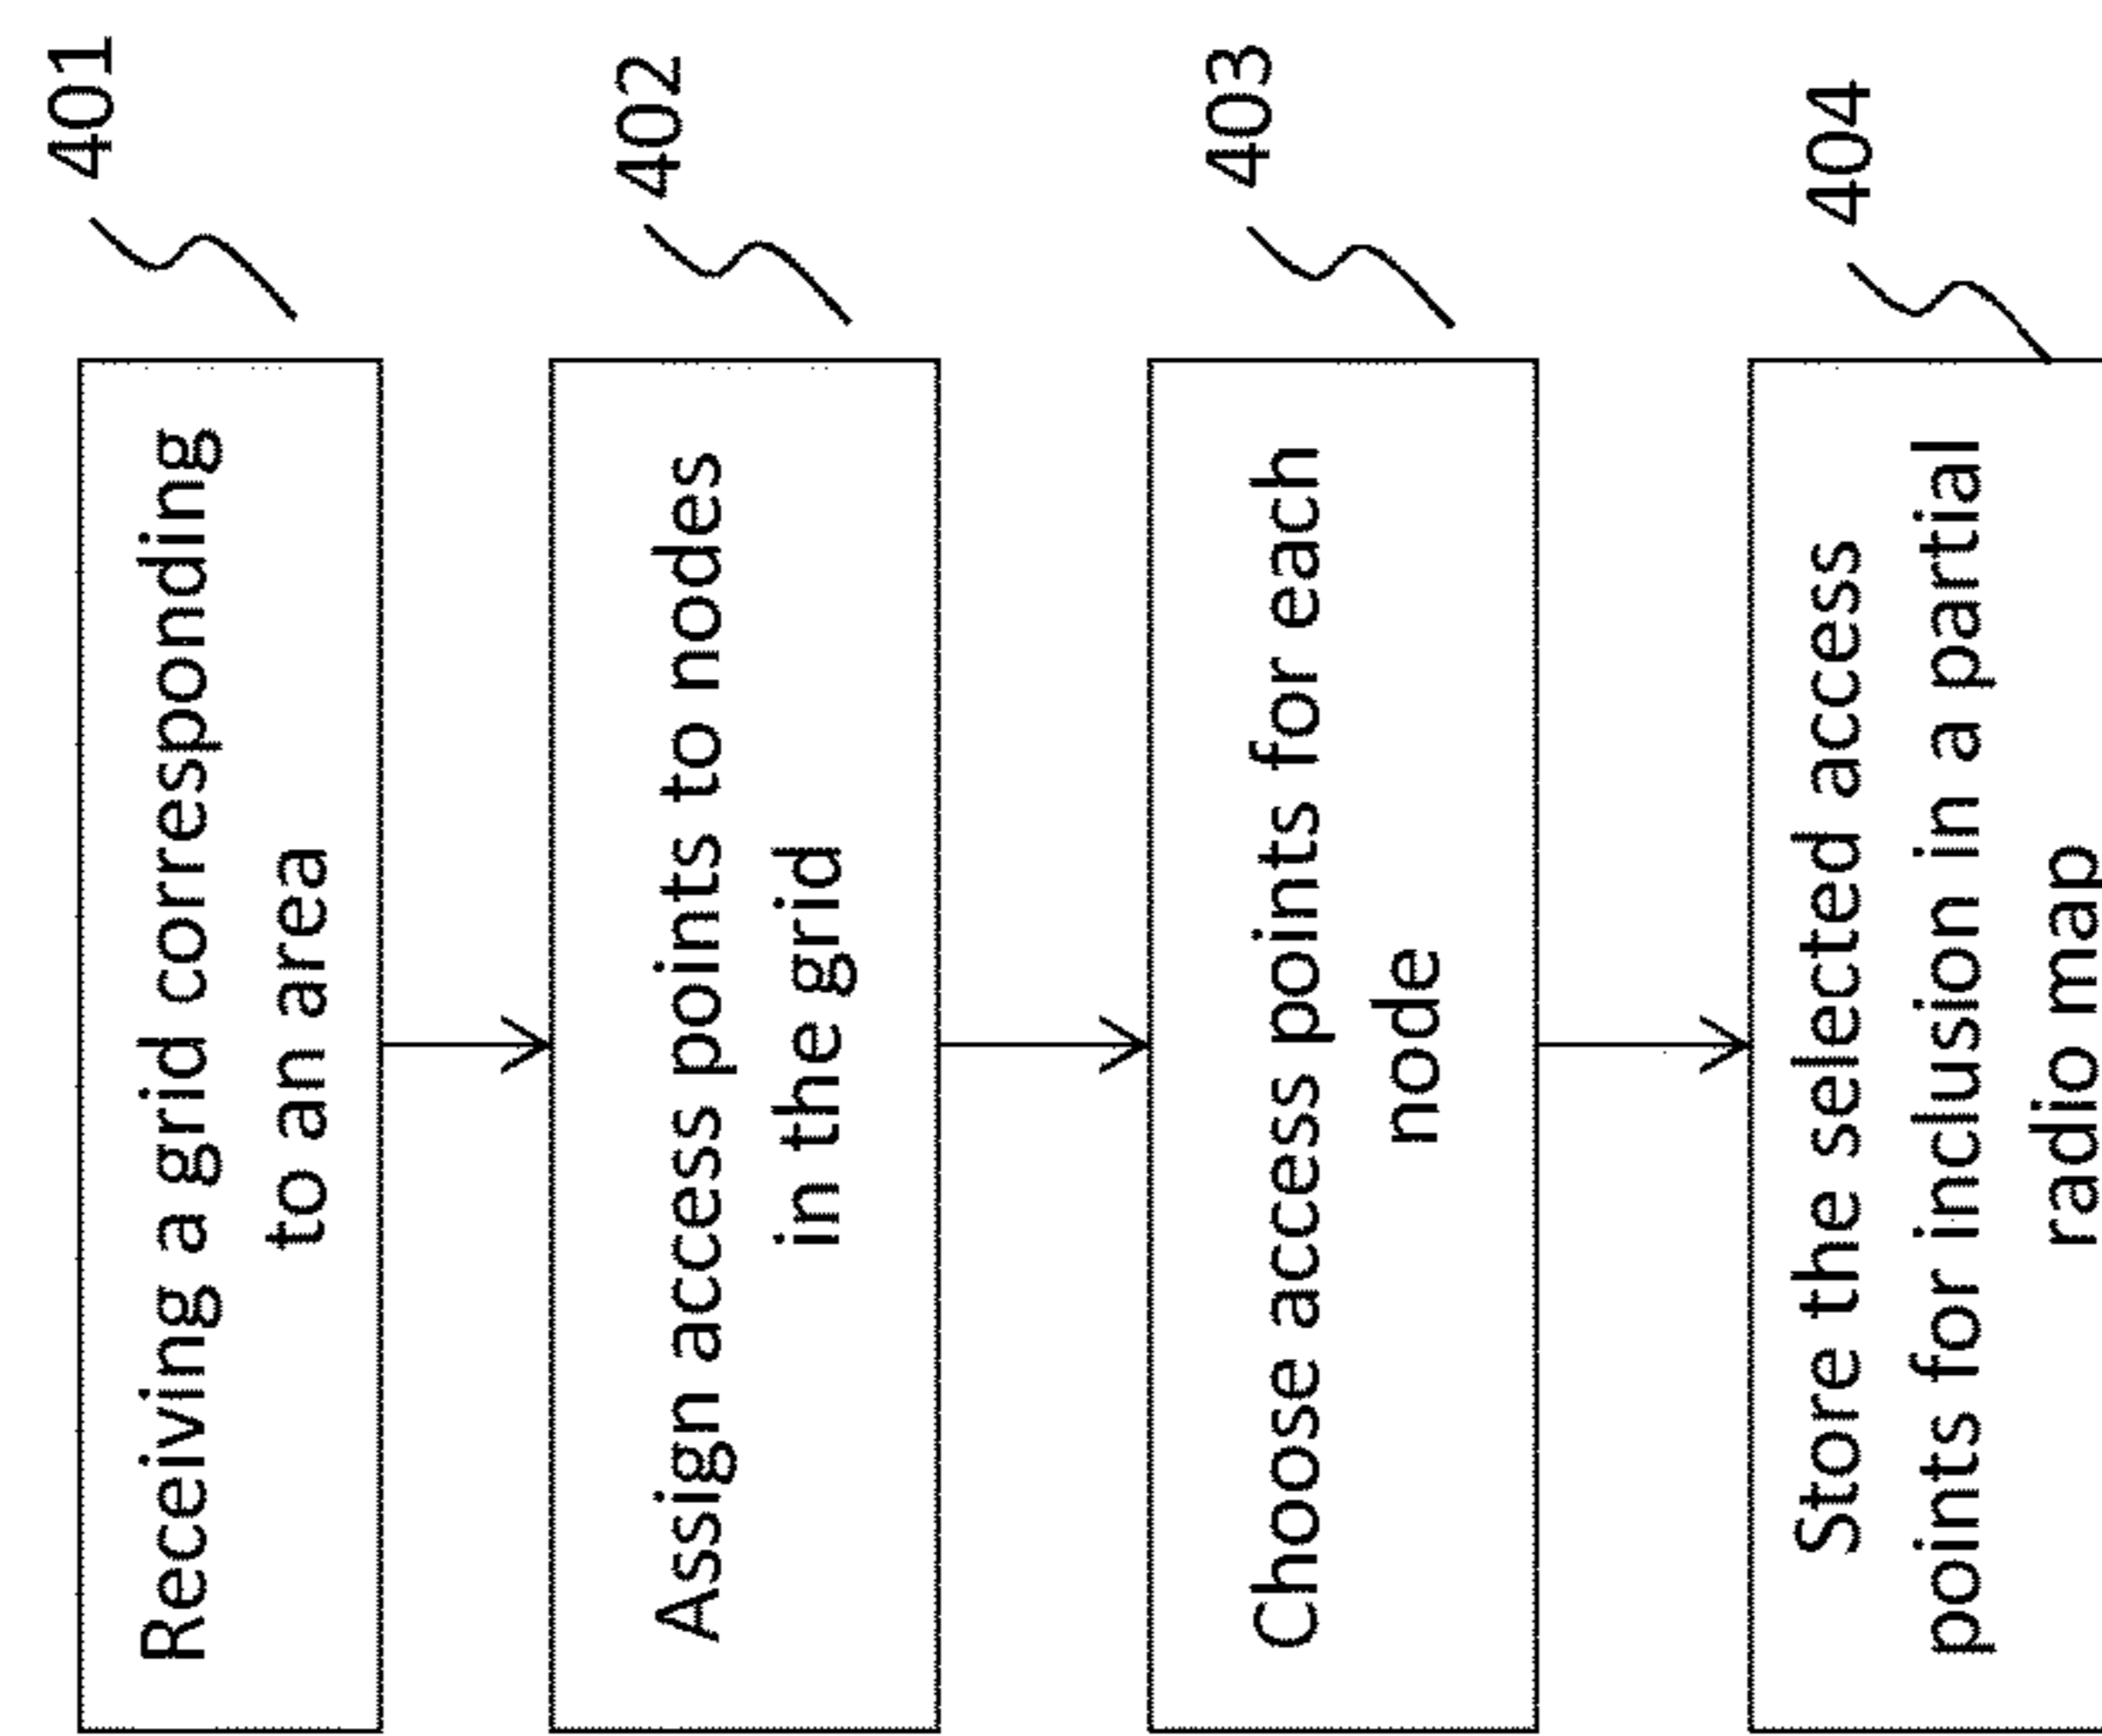 401
Receiving a grid corresponding
to an area
402
Assign access points to nodes
in the grid
403
Choose access points for each
node
404
Store the selected access
points for inclusion in a partial
radio map